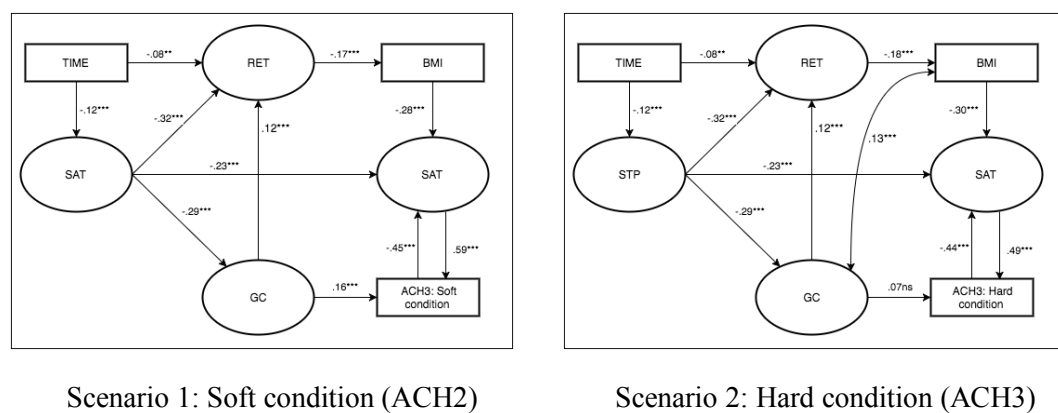 TIME
-.08**
RET
-.17***
BMI
-.12***
-.32***
.12***
-.28***
SAT
-.23***
SAT
-.29***
-.45***
.59***
GC
.16***
ACH3: Soft
condition
TIME
-.08**
RET
-.18***
BMI
-.12***
-.32***
.12***
.13***
-.30***
STP
-.23***
SAT
-.29***
-.44***
.49***
GC
.07ns
ACH3: Hard
condition
Scenario 1: Soft condition (ACH2)
Scenario 2: Hard condition (ACH3)